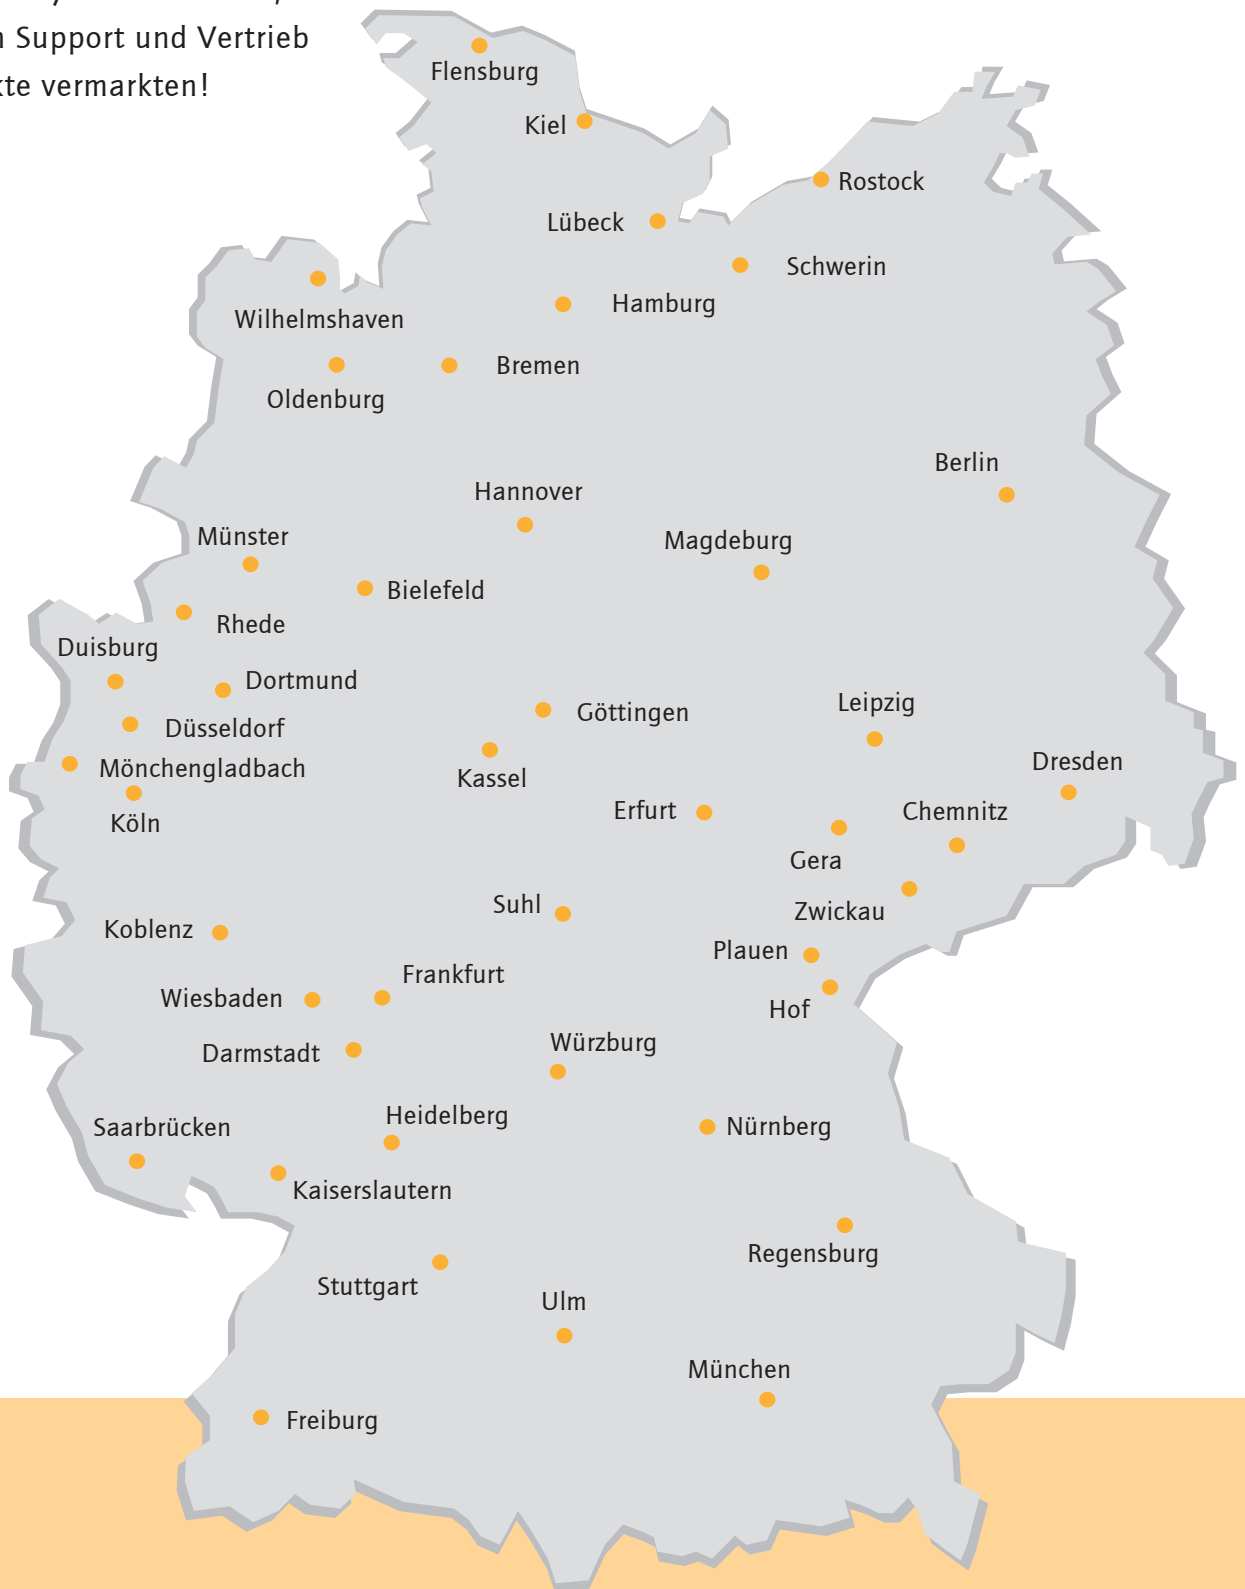 Support und Vertrieb
vermarkten!
Flensburg
Kiel
Rostock
Lübeck
Schwerin
Hamburg
Wilhelmshaven
Bremen
Oldenburg
Berlin
Hannover
Münster
Magdeburg
Bielefeld
Rhede
Duisburg
Dortmund
Leipzig
Göttingen
Düsseldorf
Dresden
Mönchengladbach
Kassel
Erfurt
Chemnitz
Köln
Gera
Suhl
Zwickau
Koblenz
Plauen
Frankfurt
Wiesbaden
Hof
Würzburg
Darmstadt
Heidelberg
Saarbrücken
Nürnberg
Kaiserslautern
Regensburg
Stuttgart
Ulm
München
Freiburg